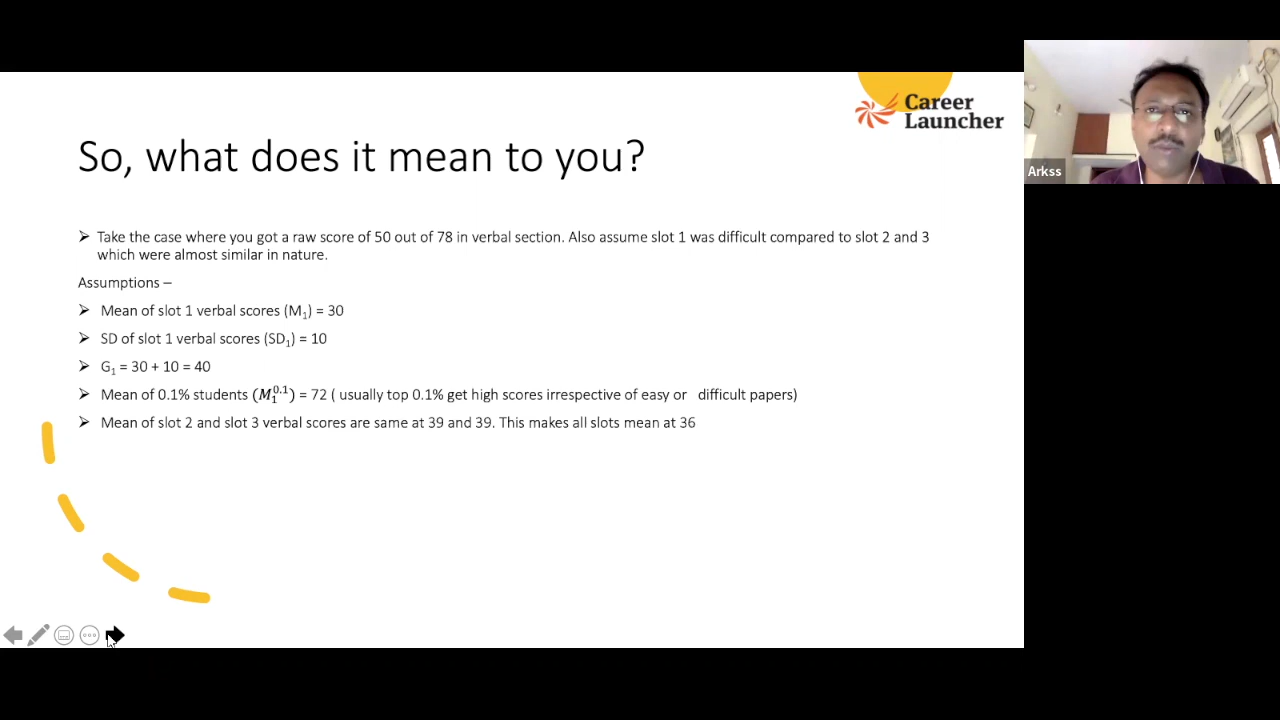 Career
Launcher
So, what does it mean to you?
➤ Take the case where you got a raw score of 50 out of 78 in verbal section. Also assume slot 1 was difficult compared to slot 2 and 3
which were almost similar in nature.
Assumptions –
➤ Mean of slot 1 verbal scores (M₁) = 30
➤ SD of slot 1 verbal scores (SD₁) = 10
➤ G₁ = 30 + 10 = 40
➤ Mean of 0.1% students (M₁^0.1) = 72 ( usually top 0.1% get high scores irrespective of easy or difficult papers)
➤ Mean of slot 2 and slot 3 verbal scores are same at 39 and 39. This makes all slots mean at 36
Arkss